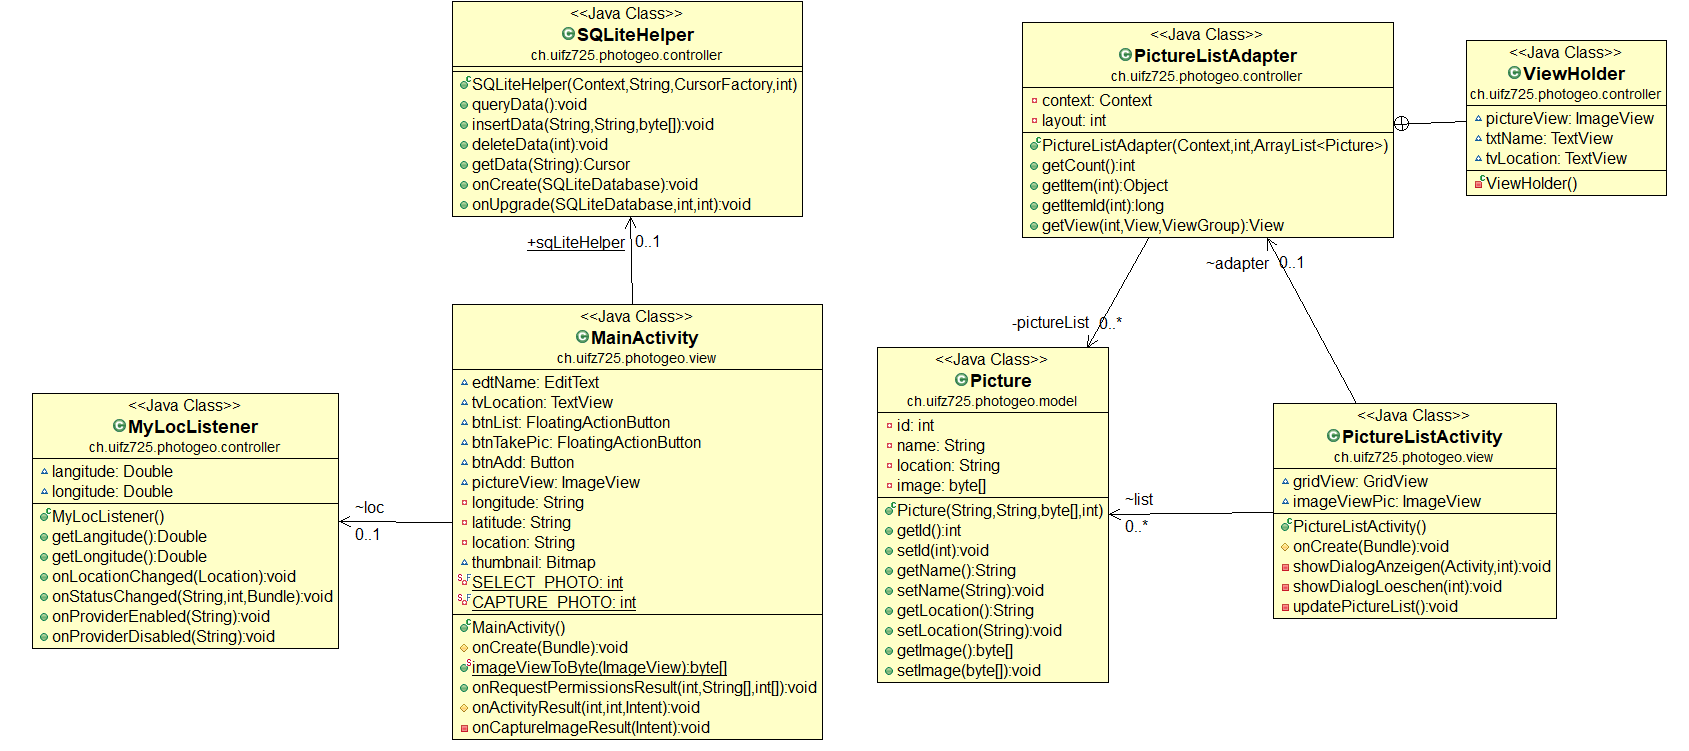 <<Java Class>>
SQLiteHelper
ch.uifz725.photogeo.controller
SQLiteHelper(Context,String,CursorFactory,int)
queryData():void
insertData(String,String,byte[]):void
deleteData(int):void
getData(String):Cursor
onCreate(SQLiteDatabase):void
onUpgrade(SQLiteDatabase,int,int):void
+sqLiteHelper 0..1
<<Java Class>>
MainActivity
ch.uifz725.photogeo.view
edtName: EditText
tvLocation: TextView
btnList: FloatingActionButton
btnTakePic: FloatingActionButton
btnAdd: Button
pictureView: ImageView
longitude: String
latitude: String
location: String
thumbnail: Bitmap
SELECT_PHOTO: int
CAPTURE_PHOTO: int
MainActivity()
onCreate(Bundle):void
imageViewToByte(ImageView):byte[]
onRequestPermissionsResult(int,String[],int[]):void
onActivityResult(int,int,Intent):void
onCaptureImageResult(Intent):void
~loc
0..1
<<Java Class>>
MyLocListener
ch.uifz725.photogeo.controller
langitude: Double
longitude: Double
MyLocListener()
getLangitude():Double
getLongitude():Double
onLocationChanged(Location):void
onStatusChanged(String,int,Bundle):void
onProviderEnabled(String):void
onProviderDisabled(String):void
<<Java Class>>
PictureListAdapter
ch.uifz725.photogeo.controller
context: Context
layout: int
PictureListAdapter(Context,int,ArrayList<Picture>)
getCount():int
getItem(int):Object
getItemId(int):long
getView(int,View,ViewGroup):View
<<Java Class>>
ViewHolder
ch.uifz725.photogeo.controller
pictureView: ImageView
txtName: TextView
tvLocation: TextView
ViewHolder()
~adapter 0..1
-pictureList 0..*
<<Java Class>>
Picture
ch.uifz725.photogeo.model
id: int
name: String
location: String
image: byte[]
Picture(String,String,byte[],int)
getId():int
setId(int):void
getName():String
setName(String):void
getLocation():String
setLocation(String):void
getImage():byte[]
setImage(byte[]):void
~list
0..*
<<Java Class>>
PictureListActivity
ch.uifz725.photogeo.view
gridView: GridView
imageViewPic: ImageView
PictureListActivity()
onCreate(Bundle):void
showDialogAnzeigen(Activity,int):void
showDialogLoeschen(int):void
updatePictureList():void